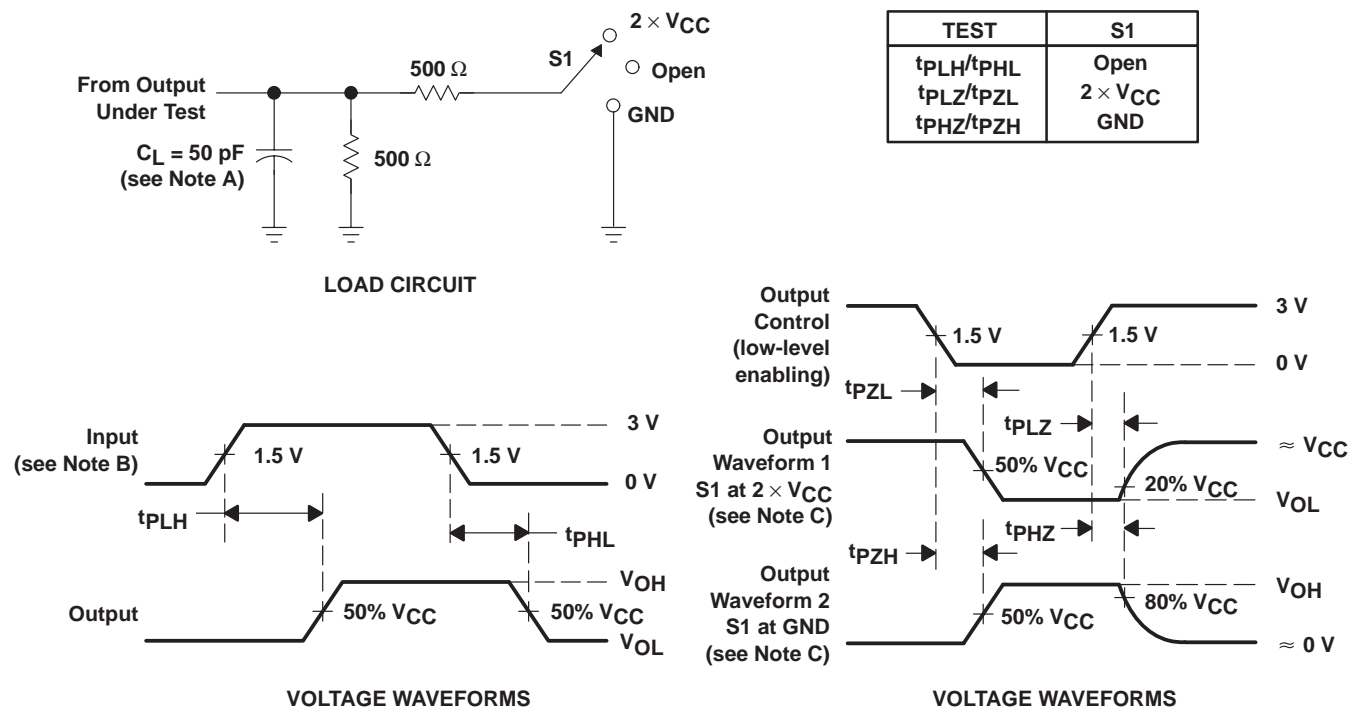 2 × VCC
S1
Open
GND
500 Ω
From Output
Under Test
CL = 50 pF
(see Note A)
500 Ω
LOAD CIRCUIT
TEST S1
tPLH/tPHL Open
tPLZ/tPZL 2 × VCC
tPHZ/tPZH GND
Input
(see Note B)
1.5 V
1.5 V
3 V
0 V
tPLH
tPHL
Output
50% VCC
50% VCC
VOH
VOL
VOLTAGE WAVEFORMS
Output
Control
(low-level
enabling)
1.5 V
1.5 V
3 V
0 V
tPZL
tPLZ
Output
Waveform 1
S1 at 2 × VCC
(see Note C)
50% VCC
20% VCC
≈ VCC
VOL
tPHZ
tPZH
Output
Waveform 2
S1 at GND
(see Note C)
50% VCC
80% VCC
VOH
≈ 0 V
VOLTAGE WAVEFORMS